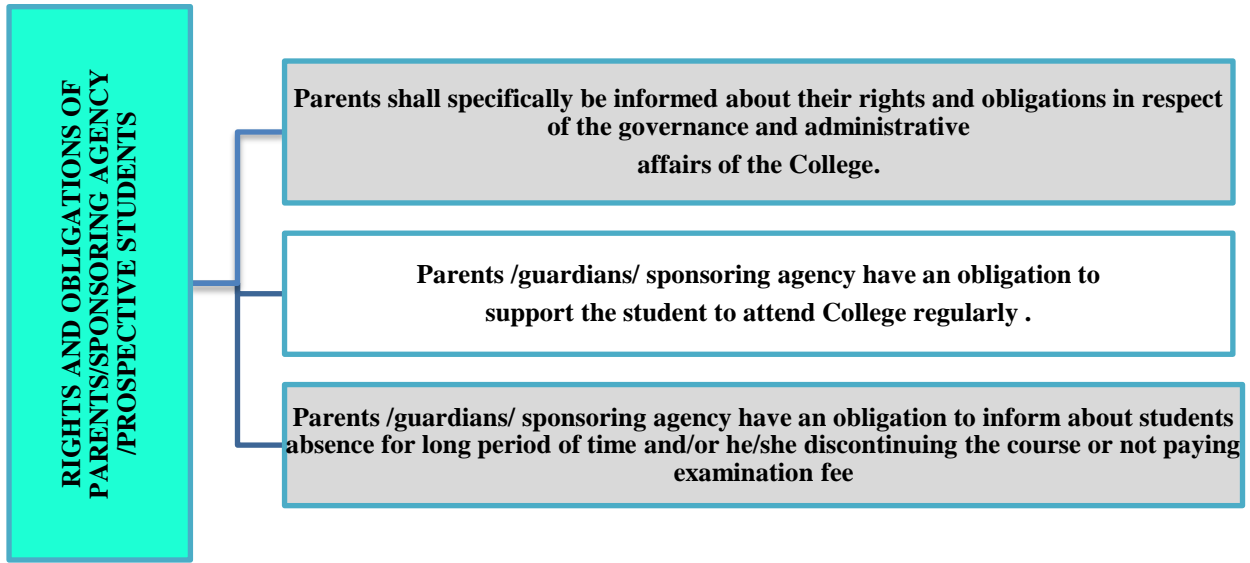 RIGHTS AND OBLIGATIONS OF
PARENTS/SPONSORING AGENCY
/PROSPECTIVE STUDENTS
Parents shall specifically be informed about their rights and obligations in respect
of the governance and administrative
affairs of the College.
Parents /guardians/ sponsoring agency have an obligation to
support the student to attend College regularly .
Parents /guardians/ sponsoring agency have an obligation to inform about students
absence for long period of time and/or he/she discontinuing the course or not paying
examination fee